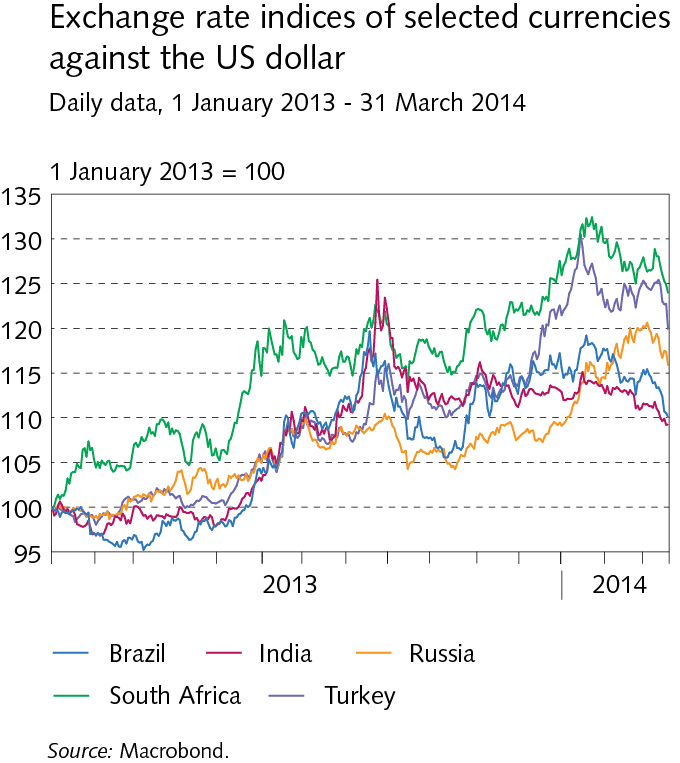 Exchange rate indices of selected currencies
against the US dollar
Daily data, 1 January 2013 - 31 March 2014
1 January 2013 = 100
135
130
125
120
115
110
105
100
95
2013
2014
Brazil
India
Russia
South Africa
Turkey
Source: Macrobond.